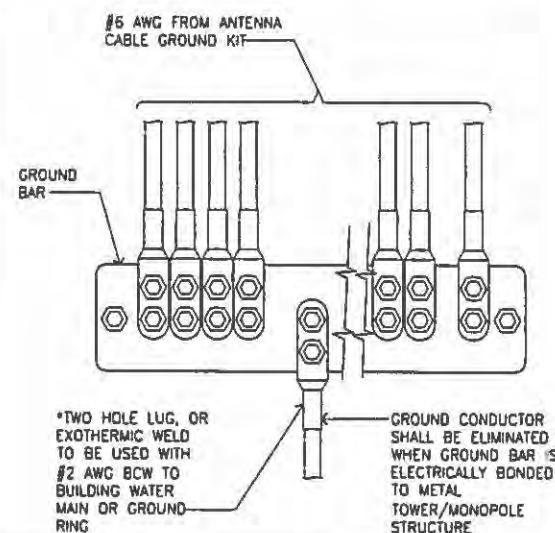 #6 AWG FROM ANTENNA
CABLE GROUND KIT
GROUND
BAR
*TWO HOLE LUG, OR
EXOTHERMIC WELD
TO BE USED WITH
#2 AWG BCW TO
BUILDING WATER
MAIN OR GROUND
RING
GROUND CONDUCTOR
SHALL BE ELIMINATED
WHEN GROUND BAR IS
ELECTRICALLY BONDED
TO METAL
TOWER/MONOPOLE
STRUCTURE